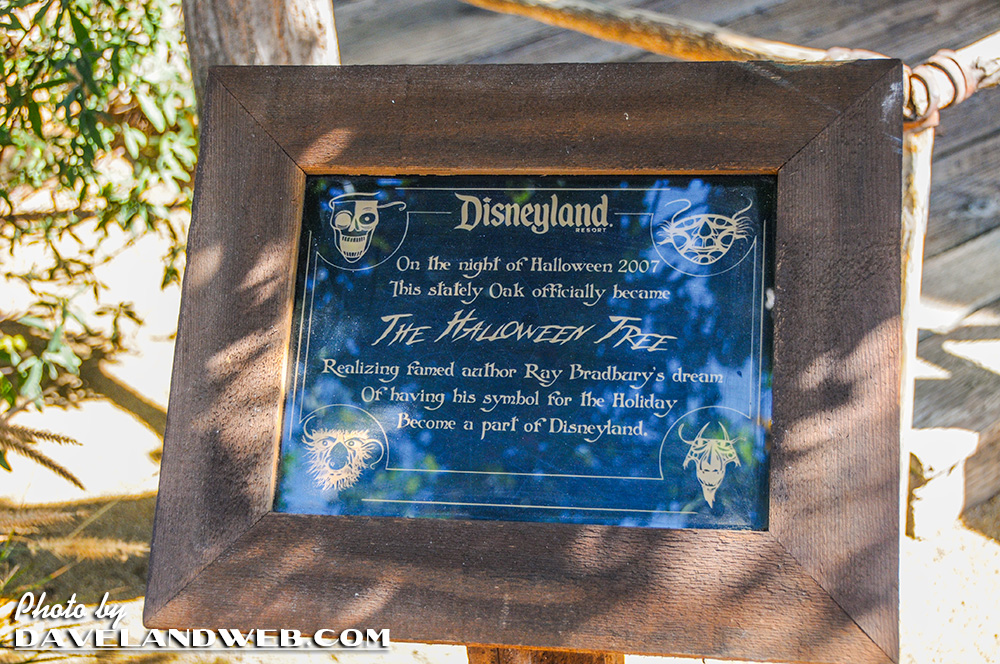 Disneyland
RESORT
On the night of Halloween 2007
This stately Oak officially became
The Halloween Tree
Realizing famed author Ray Bradbury's dream
Of having his symbol for the Holiday
Become a part of Disneyland.
Photo by
DAVELANDWEB.COM